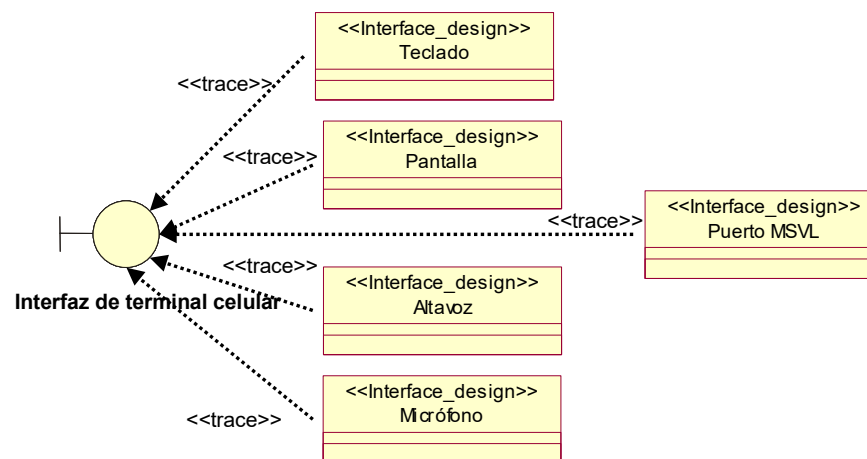 <<Interface_design>>
Teclado
<<trace>>
<<Interface_design>>
Pantalla
<<trace>>
<<Interface_design>>
Puerto MSVL
<<trace>>
<<trace>>
<<Interface_design>>
Altavoz
Interfaz de terminal celular
<<Interface_design>>
Micrófono
<<trace>>